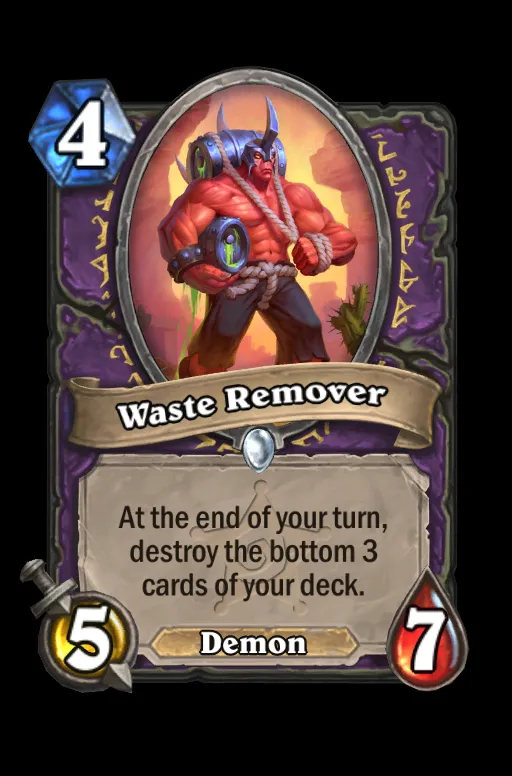 4
Waste Remover
At the end of your turn,
destroy the bottom 3
cards of your deck.
5
Demon
7